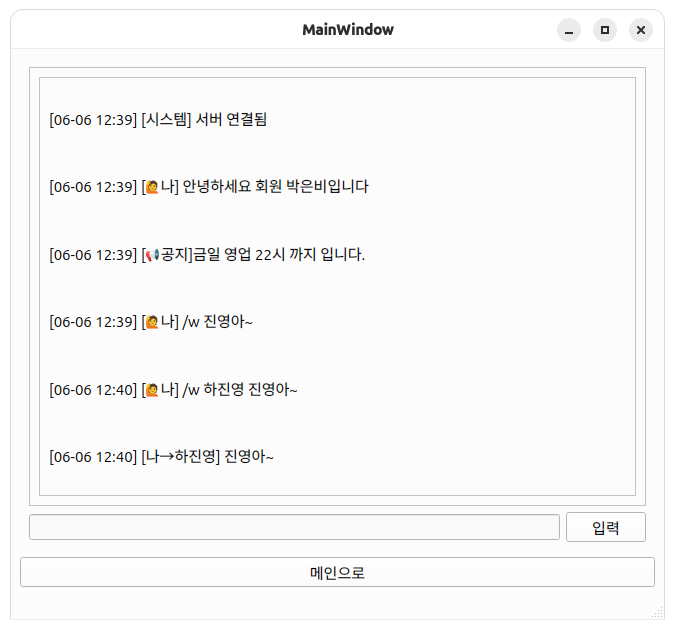 MainWindow
[06-06 12:39] [시스템] 서버 연결됨
[06-06 12:39] [🙋나] 안녕하세요 회원 박은비입니다
[06-06 12:39] [📢공지]금일 영업 22시 까지 입니다.
[06-06 12:39] [🙋나] /w 진영아~
[06-06 12:40] [🙋나] /w 하진영 진영아~
[06-06 12:40] [나→하진영] 진영아~
입력
메인으로